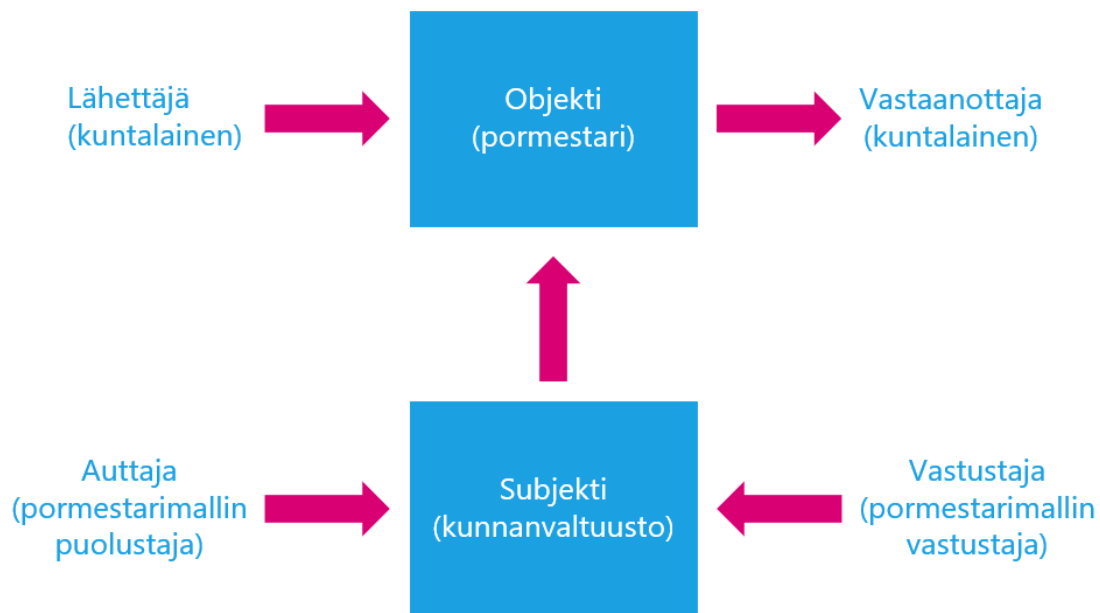 Lähettäjä
(kuntalainen)
Objekti
(pormestari)
Vastaanottaja
(kuntalainen)
Auttaja
(pormestarimallin
puolustaja)
Subjekti
(kunnanvaltuusto)
Vastustaja
(pormestarimallin
vastustaja)